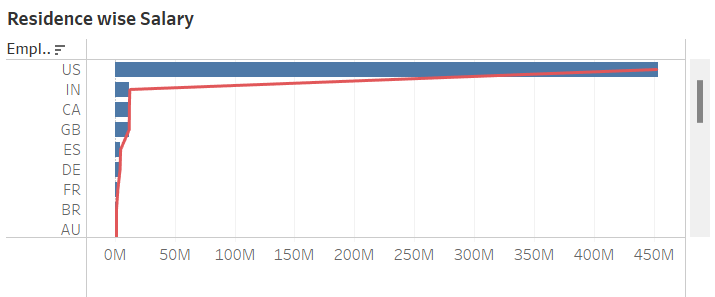 Residence wise Salary
Empl..
US
IN
CA
GB
ES
DE
FR
BR
AU
0M 50M 100M 150M 200M 250M 300M 350M 400M 450M